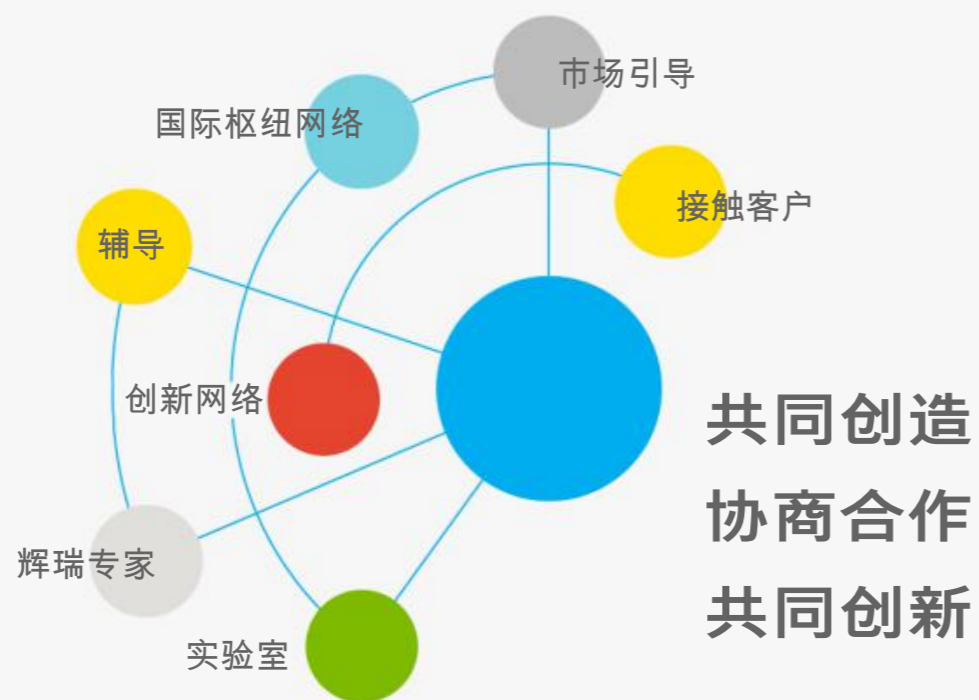 市场引导
国际枢纽网络
接触客户
辅导
创新网络
共同创造
协商合作
辉瑞专家
共同创新
实验室